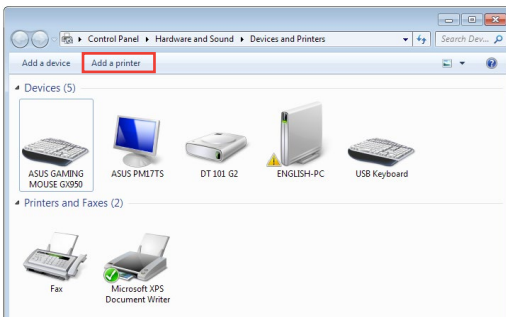 Control Panel ▸ Hardware and Sound ▸ Devices and Printers
Search Dev...
Add a device Add a printer
Devices (5)
ASUS GAMING
MOUSE GX950
ASUS PM17TS
DT 101 G2
ENGLISH-PC
USB Keyboard
Printers and Faxes (2)
Fax
Microsoft XPS
Document Writer